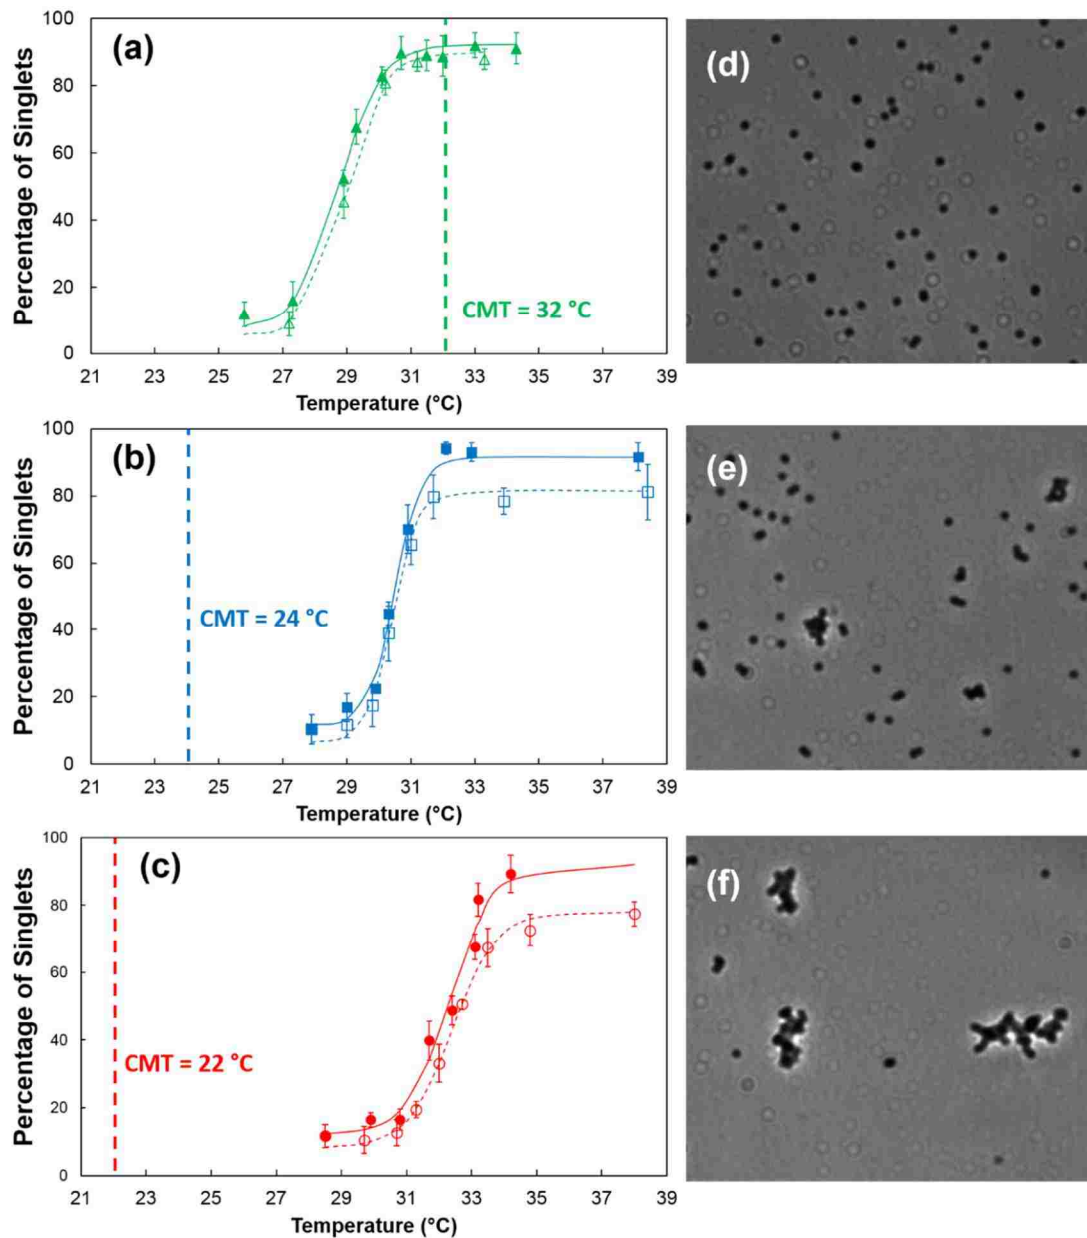 (a)
Percentage of Singlets
100
80
60
40
20
0
CMT = 32 °C
21 23 25 27 29 31 33 35 37 39
Temperature (°C)
(d)
(b)
Percentage of Singlets
100
80
60
40
20
0
CMT = 24 °C
21 23 25 27 29 31 33 35 37 39
Temperature (°C)
(e)
(c)
Percentage of Singlets
100
80
60
40
20
0
CMT = 22 °C
21 23 25 27 29 31 33 35 37 39
Temperature (°C)
(f)